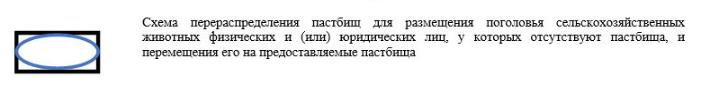 Схема перераспределения пастбищ для размещения поголовья сельскохозяйственных
животных физических и (или) юридических лиц, у которых отсутствуют пастбища, и
перемещения его на предоставляемые пастбища